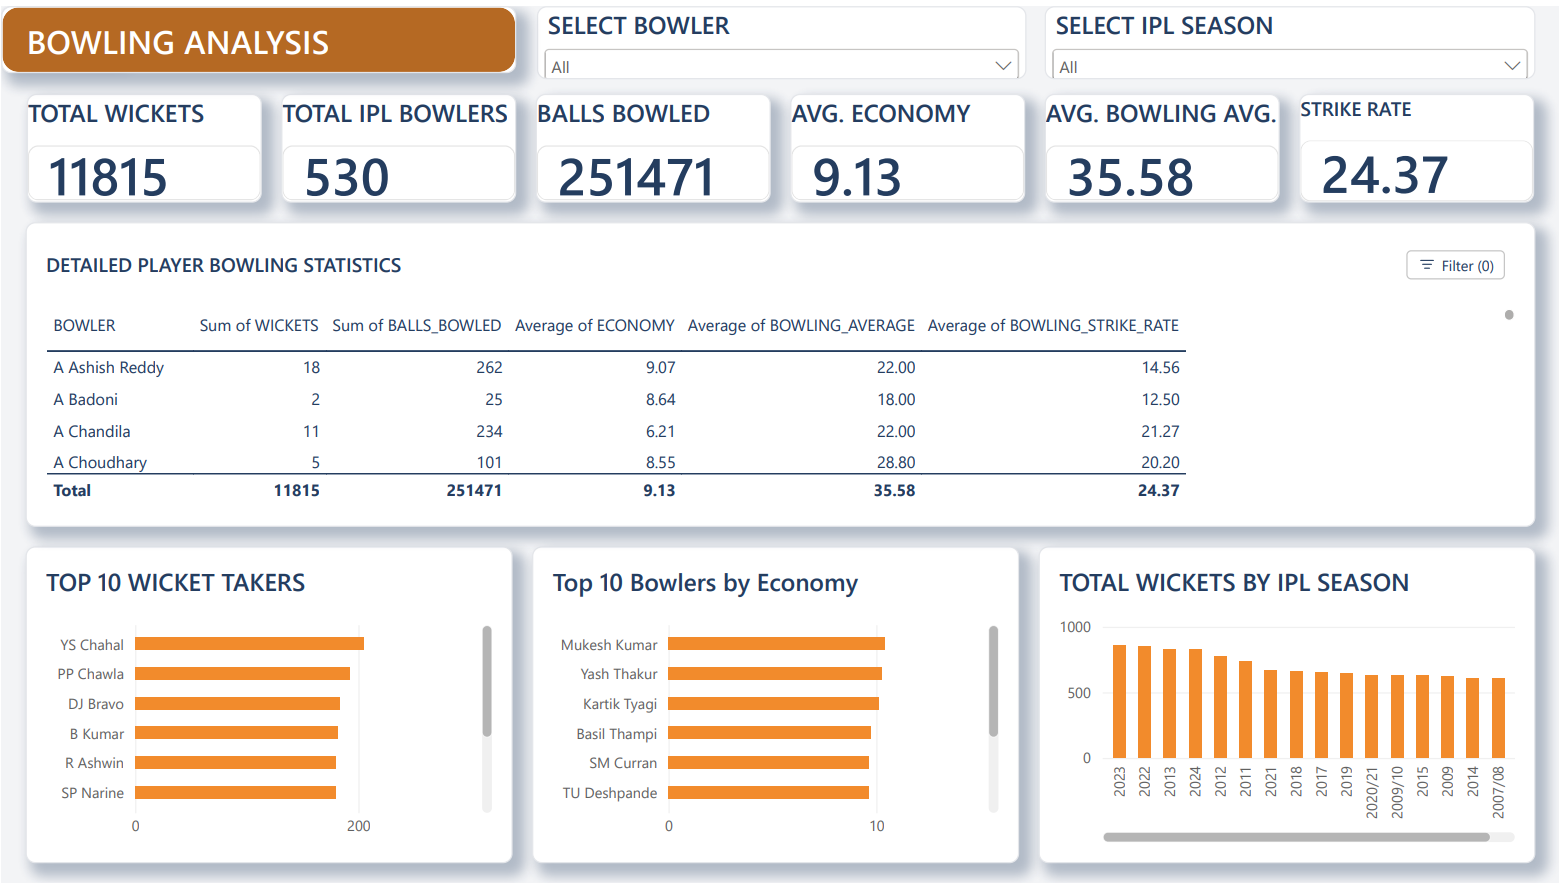 BOWLING ANALYSIS
SELECT BOWLER
All
SELECT IPL SEASON
All
TOTAL WICKETS
11815
TOTAL IPL BOWLERS
530
BALLS BOWLED
251471
AVG. ECONOMY
9.13
AVG. BOWLING AVG.
35.58
STRIKE RATE
24.37
DETAILED PLAYER BOWLING STATISTICS
Filter (0)
BOWLER Sum of WICKETS Sum of BALLS_BOWLED Average of ECONOMY Average of BOWLING_AVERAGE Average of BOWLING_STRIKE_RATE
A Ashish Reddy 18 262 9.07 22.00 14.56
A Badoni 2 25 8.64 18.00 12.50
A Chandila 11 234 6.21 22.00 21.27
A Choudhary 5 101 8.55 28.80 20.20
Total 11815 251471 9.13 35.58 24.37
TOP 10 WICKET TAKERS
YS Chahal
PP Chawla
DJ Bravo
B Kumar
R Ashwin
SP Narine
0 200
Top 10 Bowlers by Economy
Mukesh Kumar
Yash Thakur
Kartik Tyagi
Basil Thampi
SM Curran
TU Deshpande
0 10
TOTAL WICKETS BY IPL SEASON
1000
500
0
2023 2022 2013 2024 2012 2011 2021 2018 2017 2019 2020/21 2009/10 2015 2009 2014 2007/08